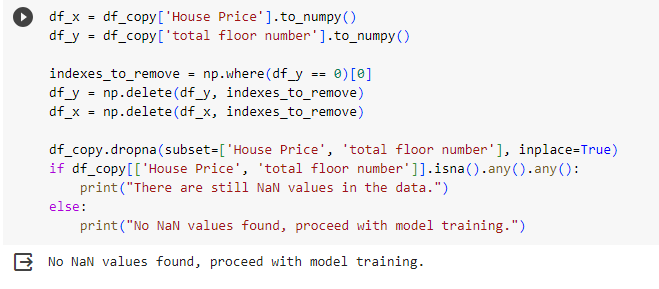 df_x = df_copy['House Price'].to_numpy()
df_y = df_copy['total floor number'].to_numpy()

indexes_to_remove = np.where(df_y == 0)[0]
df_y = np.delete(df_y, indexes_to_remove)
df_x = np.delete(df_x, indexes_to_remove)

df_copy.dropna(subset=['House Price', 'total floor number'], inplace=True)
if df_copy[['House Price', 'total floor number']].isna().any().any():
    print("There are still NaN values in the data.")
else:
    print("No NaN values found, proceed with model training.")
No NaN values found, proceed with model training.